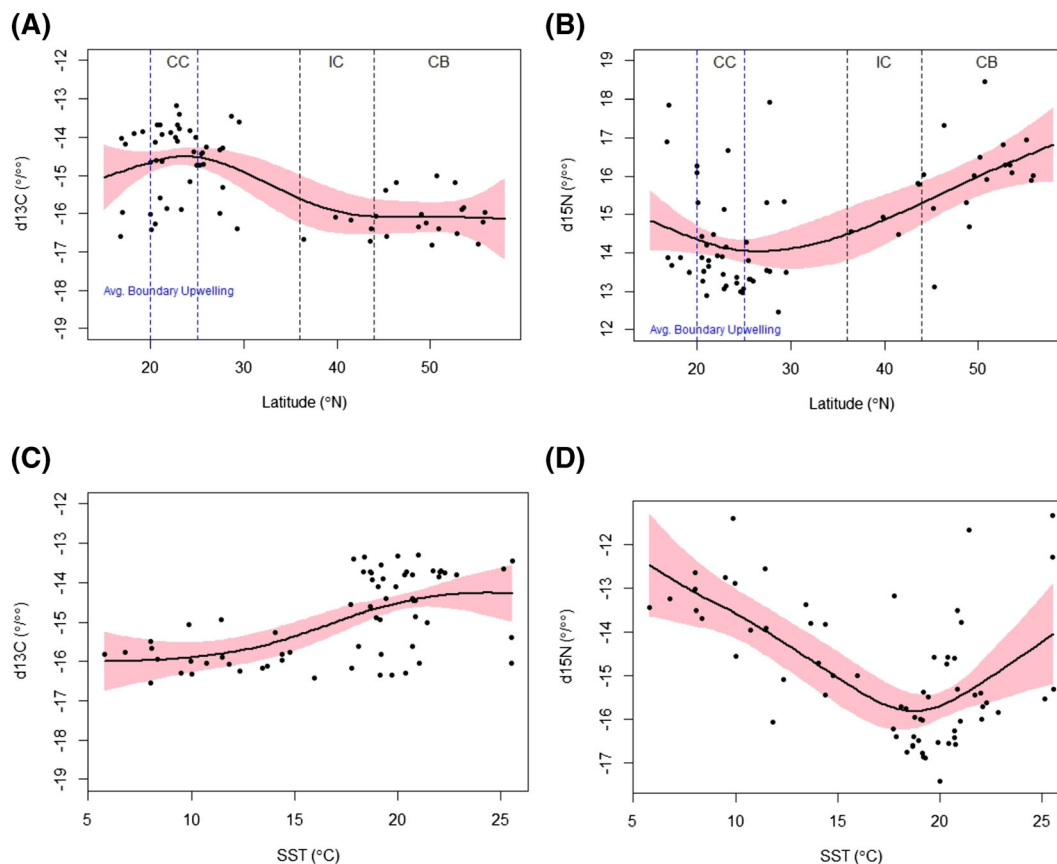 (A)
CC IC CB
-12
-13
-14
-15
-16
-17
-18
-19
d13C (°/°°)
Avg. Boundary Upwelling
20 30 40 50
Latitude (°N)
(B)
CC IC CB
19
18
17
16
15
14
13
12
d15N (°/°°)
Avg. Boundary Upwelling
20 30 40 50
Latitude (°N)
(C)
-12
-13
-14
-15
-16
-17
-18
-19
d13C (°/°°)
5 10 15 20 25
SST (°C)
(D)
-12
-13
-14
-15
-16
-17
d15N (°/°°)
5 10 15 20 25
SST (°C)